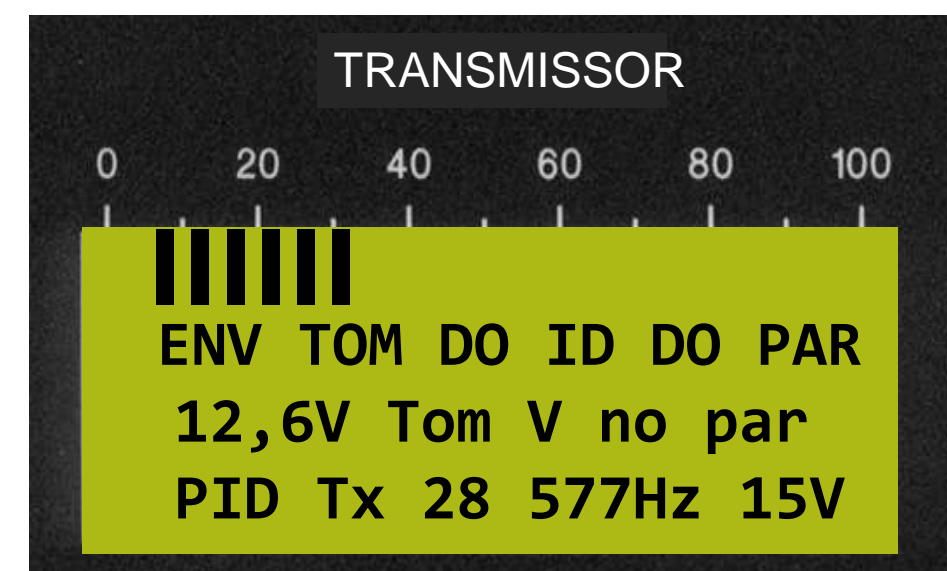 TRANSMISSOR
0 20 40 60 80 100
ENV TOM DO ID DO PAR
12,6V Tom V no par
PID Tx 28 577Hz 15V